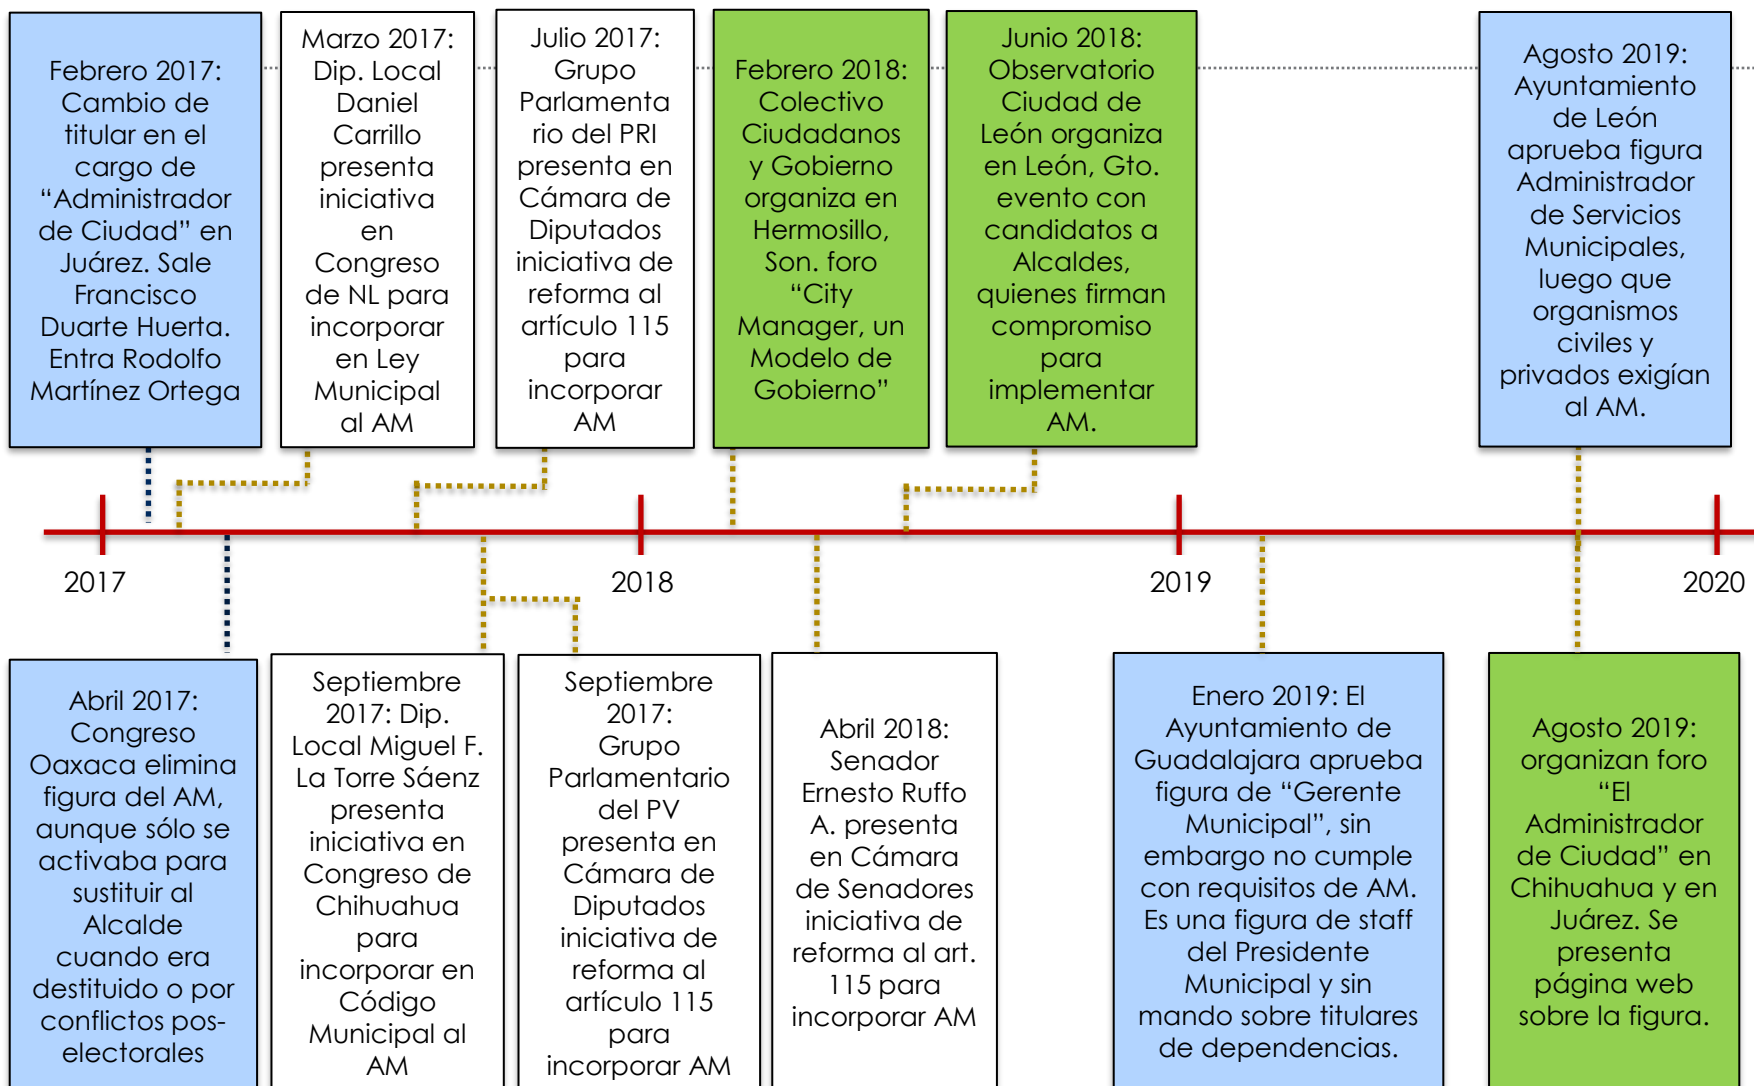 Febrero 2017:
Cambio de
titular en el
cargo de
“Administrador
de Ciudad” en
Juárez. Sale
Francisco
Duarte Huerta.
Entra Rodolfo
Martínez Ortega
Marzo 2017:
Dip. Local
Daniel
Carrillo
presenta
iniciativa
en
Congreso
de NL para
incorporar
en Ley
Municipal
al AM
Julio 2017:
Grupo
Parlamenta
rio del PRI
presenta en
Cámara de
Diputados
iniciativa de
reforma al
artículo 115
para
incorporar
AM
Febrero 2018:
Colectivo
Ciudadanos
y Gobierno
organiza en
Hermosillo,
Son. foro
“City
Manager, un
Modelo de
Gobierno”
Junio 2018:
Observatorio
Ciudad de
León organiza
en León, Gto.
evento con
candidatos a
Alcaldes,
quienes firman
compromiso
para
implementar
AM.
Agosto 2019:
Ayuntamiento
de León
aprueba figura
Administrador
de Servicios
Municipales,
luego que
organismos
civiles y
privados exigían
al AM.
2017
2018
2019
2020
Abril 2017:
Congreso
Oaxaca elimina
figura del AM,
aunque sólo se
activaba para
sustituir al
Alcalde
cuando era
destituido o por
conflictos pos-
electorales
Septiembre
2017: Dip.
Local Miguel F.
La Torre Sáenz
presenta
iniciativa en
Congreso de
Chihuahua
para
incorporar en
Código
Municipal al
AM
Septiembre
2017:
Grupo
Parlamentario
del PV
presenta en
Cámara de
Diputados
iniciativa de
reforma al
artículo 115
para
incorporar AM
Abril 2018:
Senador
Ernesto Ruffo
A. presenta
en Cámara
de Senadores
iniciativa de
reforma al art.
115 para
incorporar AM
Enero 2019: El
Ayuntamiento de
Guadalajara aprueba
figura de “Gerente
Municipal”, sin
embargo no cumple
con requisitos de AM.
Es una figura de staff
del Presidente
Municipal y sin
mando sobre titulares
de dependencias.
Agosto 2019:
organizan foro
“El
Administrador
de Ciudad” en
Chihuahua y en
Juárez. Se
presenta
página web
sobre la figura.